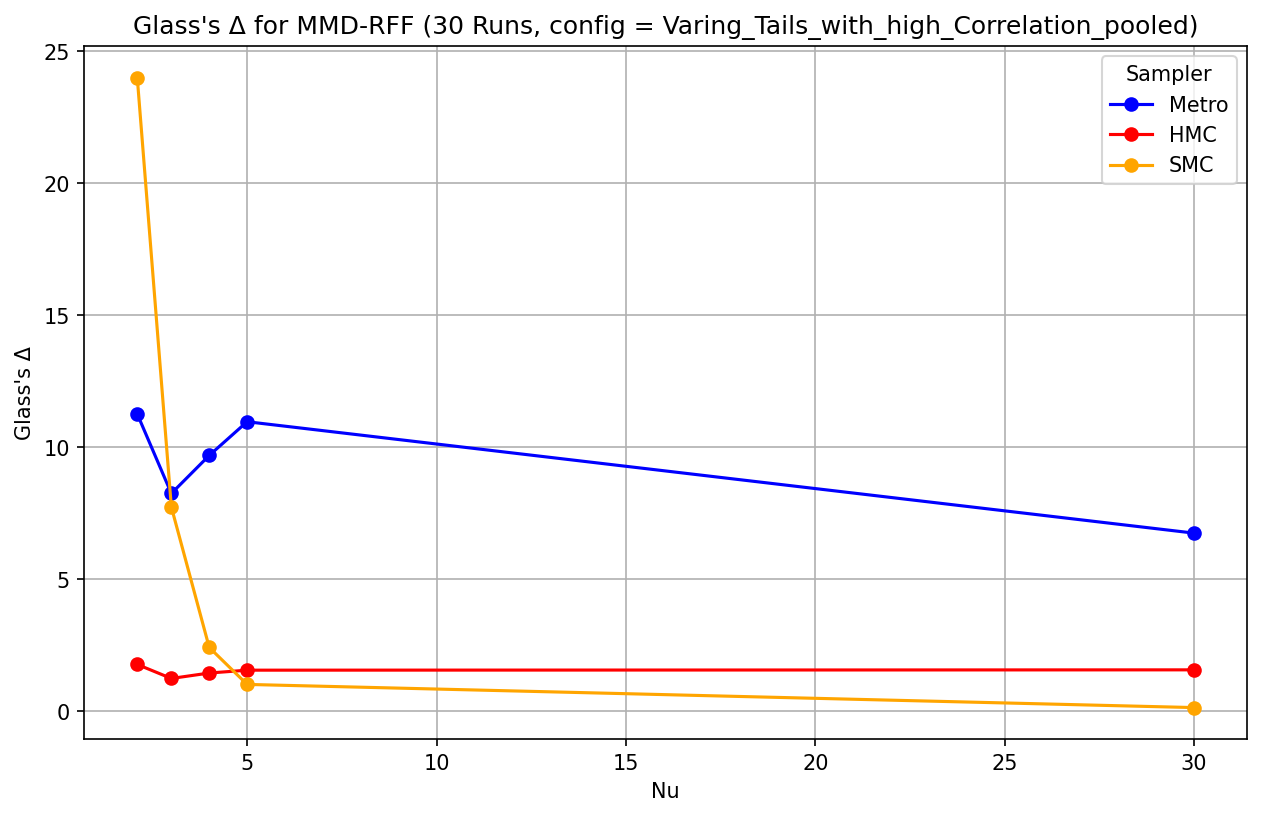 Glass's Δ for MMD-RFF (30 Runs, config = Varing_Tails_with_high_Correlation_pooled)
25
20
15
10
5
0
Glass's Δ
Sampler
Metro
HMC
SMC
5
10
15
20
25
30
Nu